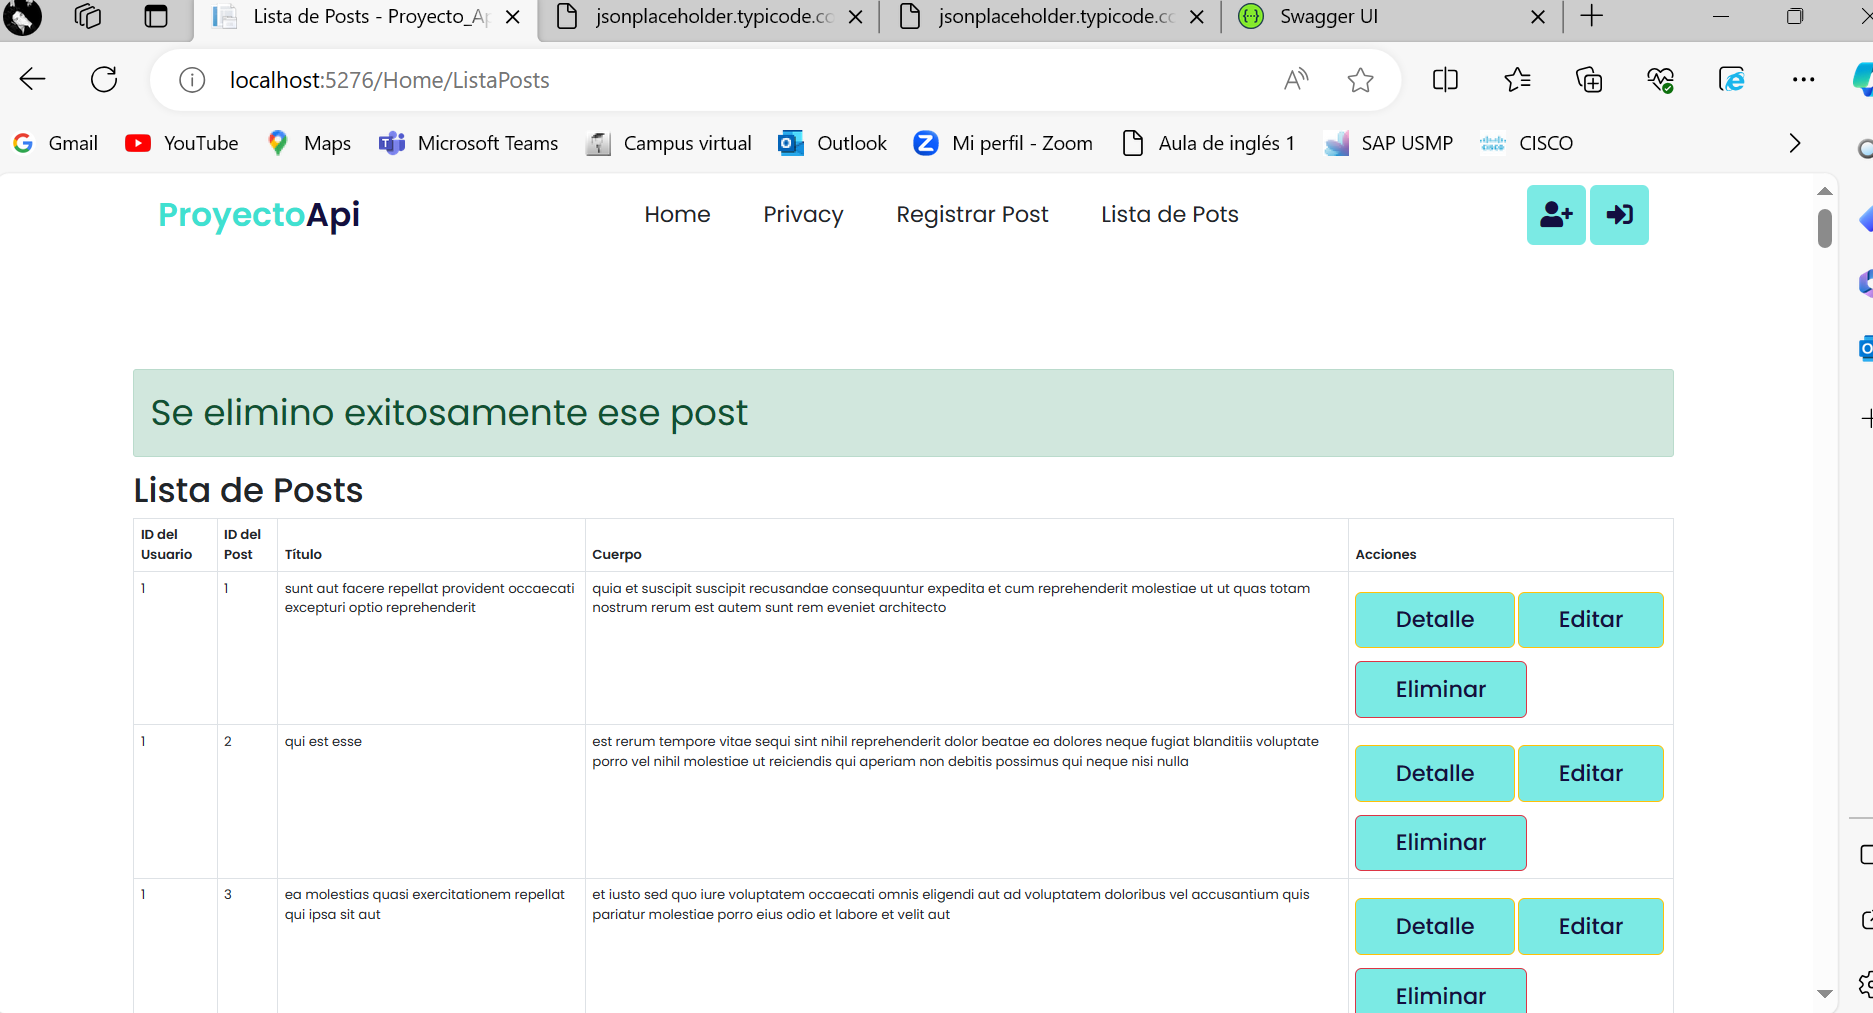 Lista de Posts - Proyecto_Ap
jsonplaceholder.typicode.co
jsonplaceholder.typicode.co
Swagger UI
localhost:5276/Home/ListaPosts
Gmail
YouTube
Maps
Microsoft Teams
Campus virtual
Outlook
Mi perfil - Zoom
Aula de inglés 1
SAP USMP
CISCO
ProyectoApi
Home
Privacy
Registrar Post
Lista de Pots
Se elimino exitosamente ese post
Lista de Posts
ID del
Usuario
ID del
Post
Título
Cuerpo
Acciones
1
1
sunt aut facere repellat provident occaecati
excepturi optio reprehenderit
quia et suscipit suscipit recusandae consequuntur expedita et cum reprehenderit molestiae ut ut quas totam
nostrum rerum est autem sunt rem eveniet architecto
Detalle
Editar
Eliminar
1
2
qui est esse
est rerum tempore vitae sequi sint nihil reprehenderit dolor beatae ea dolores neque fugiat blanditiis voluptate
porro vel nihil molestiae ut reiciendis qui aperiam non debitis possimus qui neque nisi nulla
Detalle
Editar
Eliminar
1
3
ea molestias quasi exercitationem repellat
qui ipsa sit aut
et iusto sed quo iure voluptatem occaecati omnis eligendi aut ad voluptatem doloribus vel accusantium quis
pariatur molestiae porro eius odio et labore et velit aut
Detalle
Editar
Eliminar